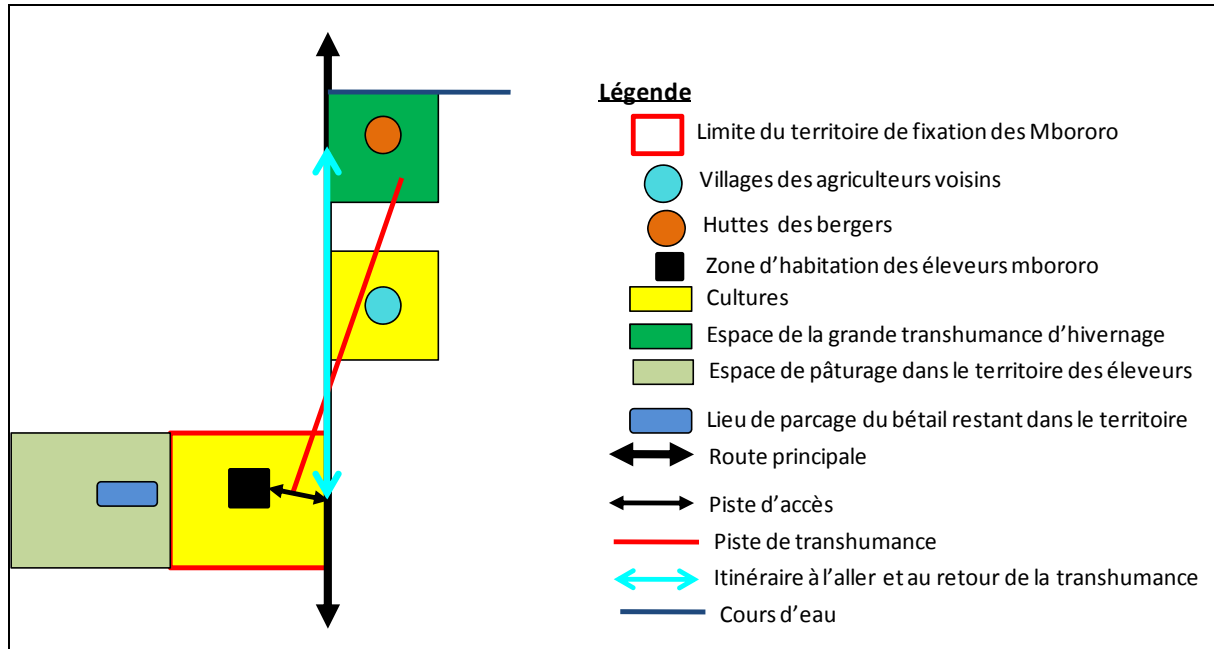 Légende
Limite du territoire de fixation des Mbororo
Villages des agriculteurs voisins
Huttes des bergers
Zone d'habitation des éleveurs mbororo
Cultures
Espace de la grande transhumance d'hivernage
Espace de pâturage dans le territoire des éleveurs
Lieu de parcage du bétail restant dans le territoire
Route principale
Piste d'accès
Piste de transhumance
Itinéraire à l'aller et au retour de la transhumance
Cours d'eau